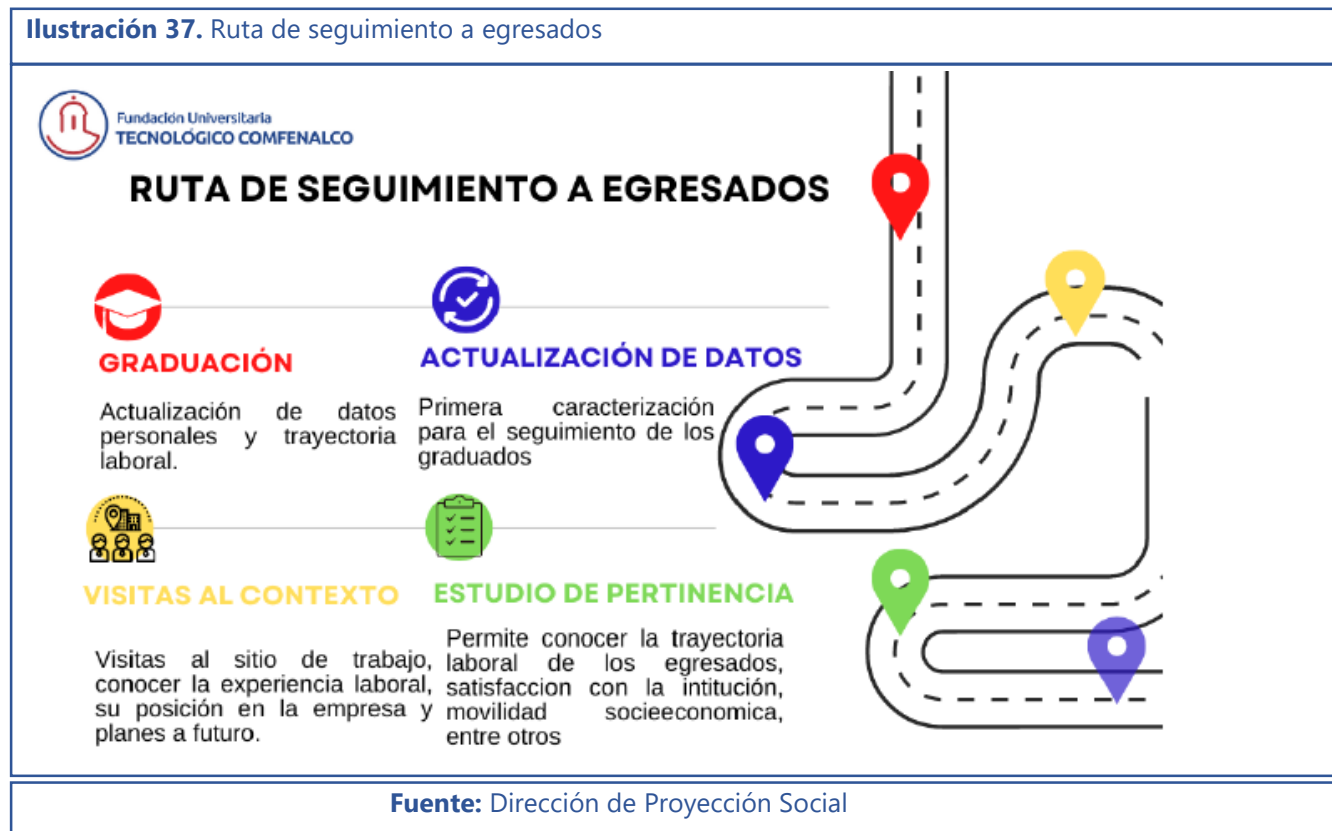 Ilustración 37. Ruta de seguimiento a egresados
Fundación Universitaria
TECNOLÓGICO COMFENALCO
RUTA DE SEGUIMIENTO A EGRESADOS
GRADUACIÓN
Actualización de datos
personales y trayectoria
laboral.
ACTUALIZACIÓN DE DATOS
Primera caracterización
para el seguimiento de los
graduados
VISITAS AL CONTEXTO
Visitas al sitio de trabajo,
conocer la experiencia laboral,
su posición en la empresa y
planes a futuro.
ESTUDIO DE PERTINENCIA
Permite conocer la trayectoria
laboral de los egresados,
satisfaccion con la intitución,
movilidad socieeconomica,
entre otros
Fuente: Dirección de Proyección Social